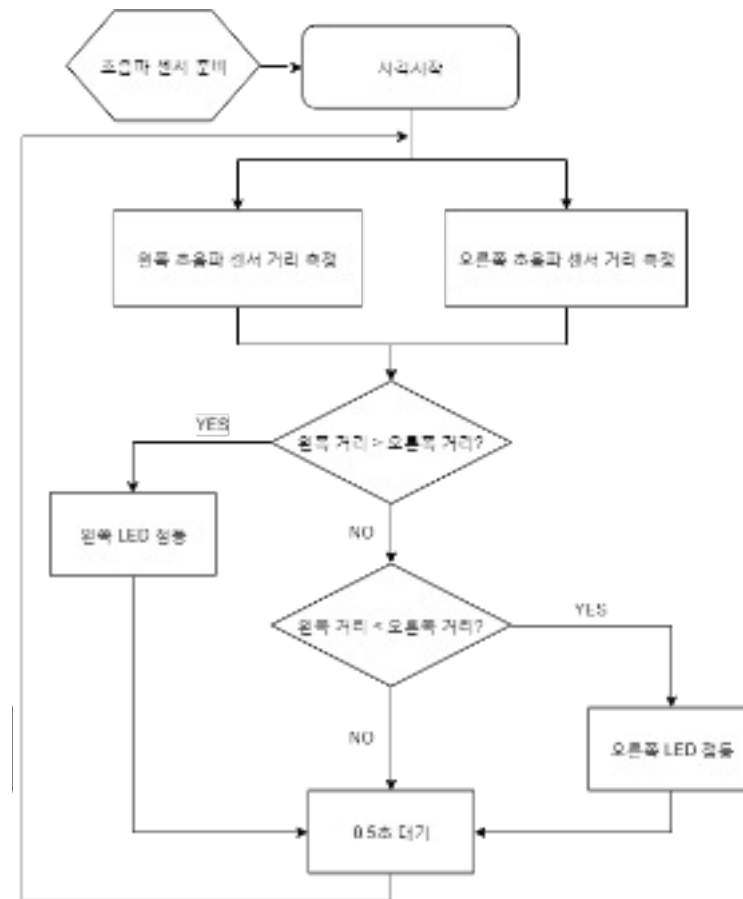 초음파 센서 준비
시작
왼쪽 초음파 센서 거리 측정
오른쪽 초음파 센서 거리 측정
왼쪽 거리 > 오른쪽 거리?
YES
왼쪽 LED 점등
NO
왼쪽 거리 < 오른쪽 거리?
YES
오른쪽 LED 점등
NO
0.5초 대기